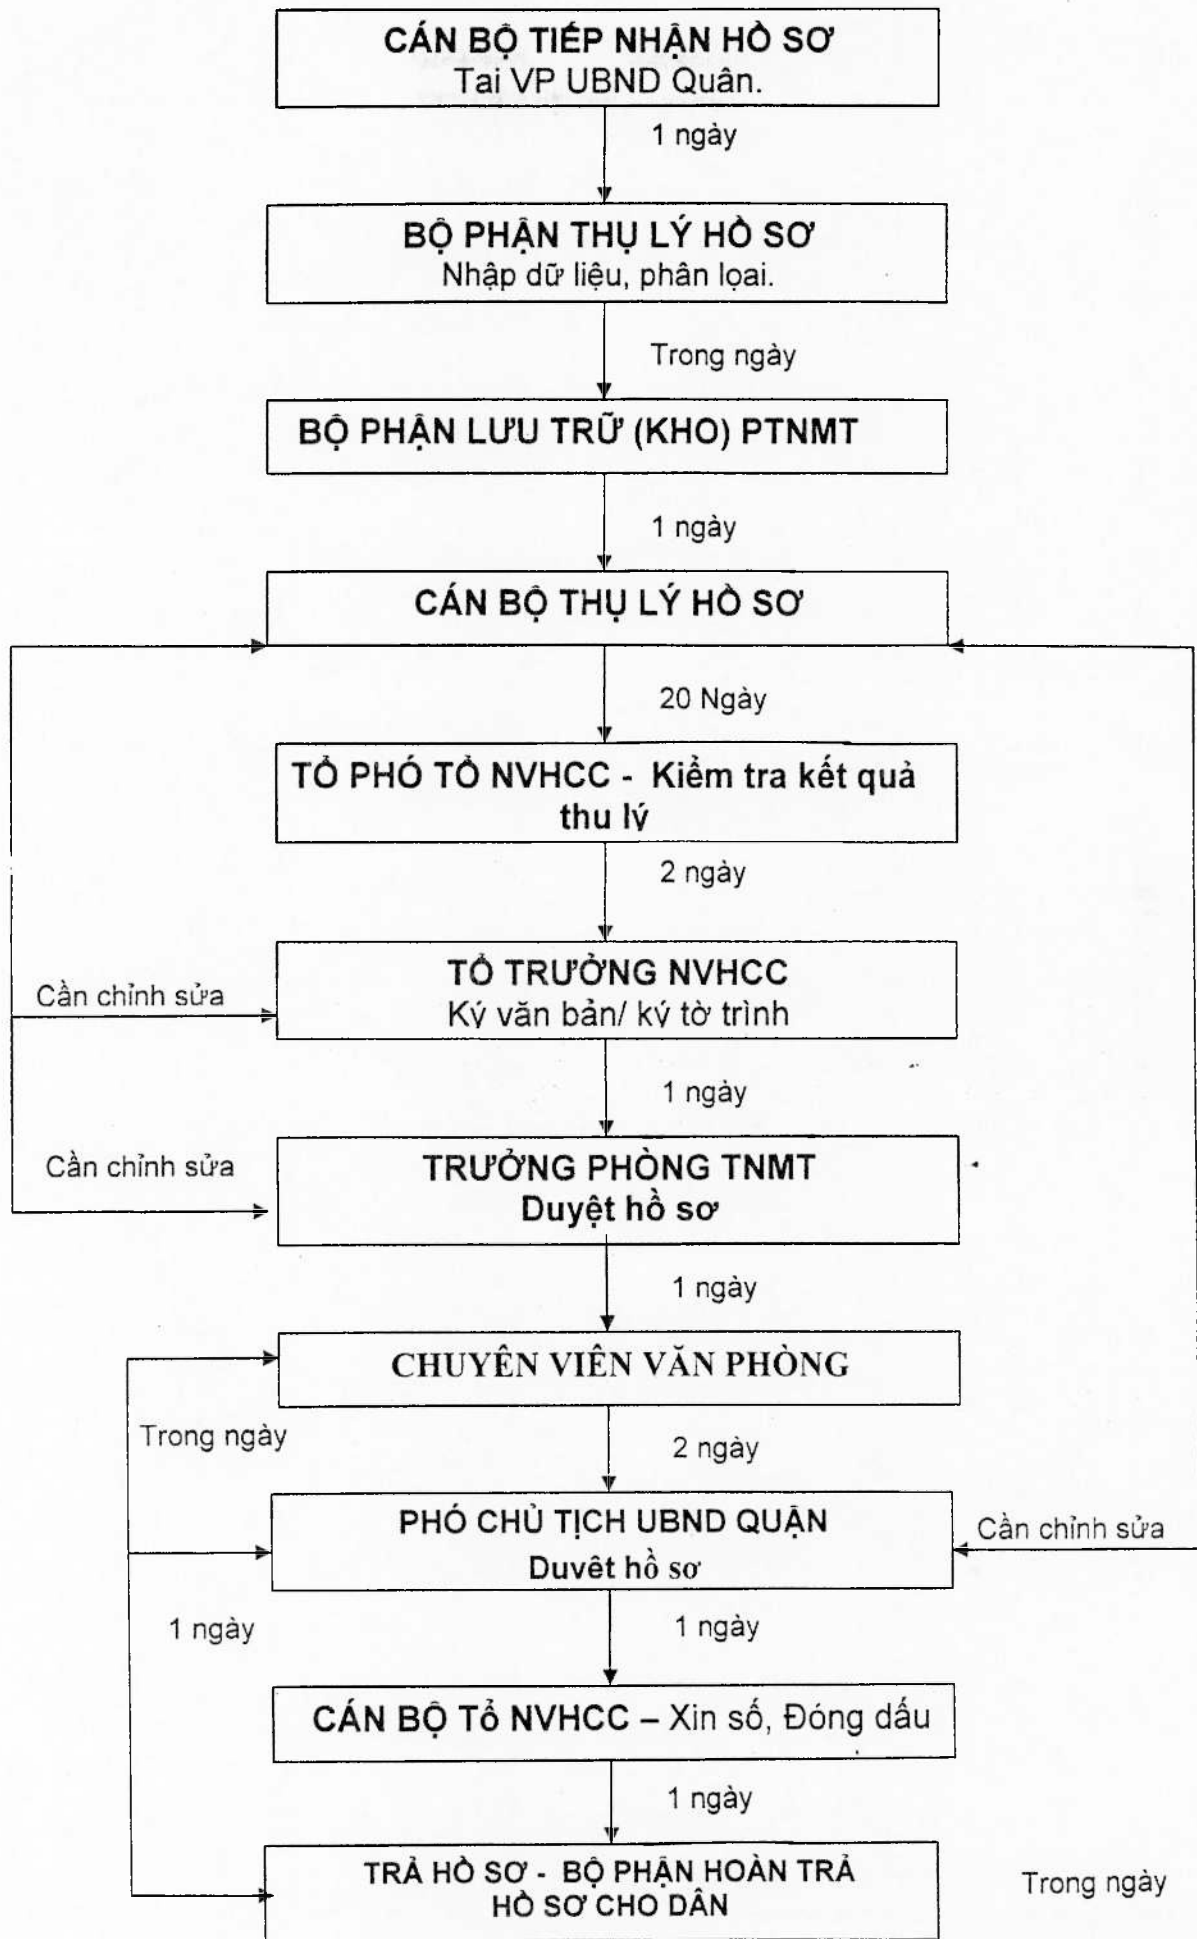 CÁN BỘ TIẾP NHẬN HỒ SƠ
Tai VP UBND Quân.
1 ngày
BỘ PHẬN THỤ LÝ HỒ SƠ
Nhập dữ liệu, phân lọai.
Trong ngày
BỘ PHẬN LƯU TRỮ (KHO) PTNMT
1 ngày
CÁN BỘ THỤ LÝ HỒ SƠ
20 Ngày
TỔ PHÓ TỔ NVHCC - Kiểm tra kết quả
thu lý
2 ngày
TỔ TRƯỞNG NVHCC
Ký văn bản/ ký tờ trình
Cần chỉnh sửa
1 ngày
TRƯỞNG PHÒNG TNMT
Duyệt hồ sơ
Cần chỉnh sửa
1 ngày
CHUYÊN VIÊN VĂN PHÒNG
Trong ngày
2 ngày
PHÓ CHỦ TỊCH UBND QUẬN
Duvêt hồ sơ
Cần chỉnh sửa
1 ngày
1 ngày
CÁN BỘ Tổ NVHCC – Xin số, Đóng dấu
1 ngày
TRẢ HỒ SƠ - BỘ PHẬN HOÀN TRẢ
HỒ SƠ CHO DÂN
Trong ngày